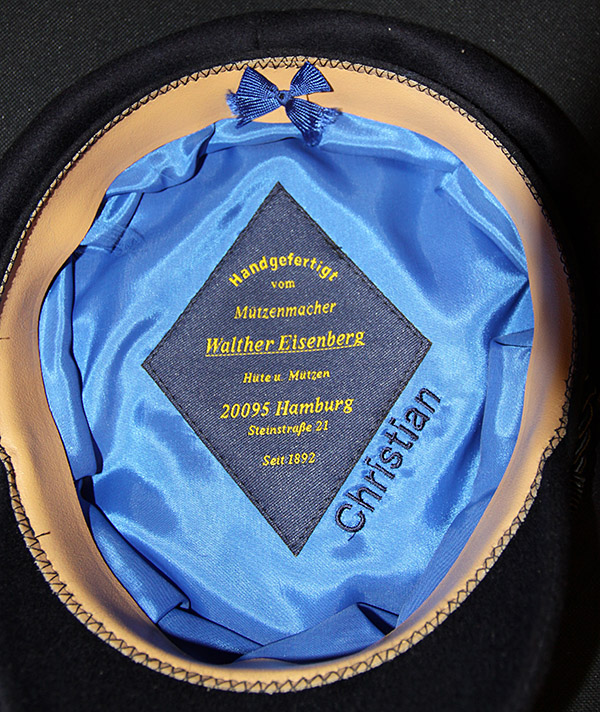 Handgefertigt
vom
Mützenmacher
Walther Eisenberg
Hüte u. Mützen
20095 Hamburg
Steinstraße 21
Seit 1892
Christian